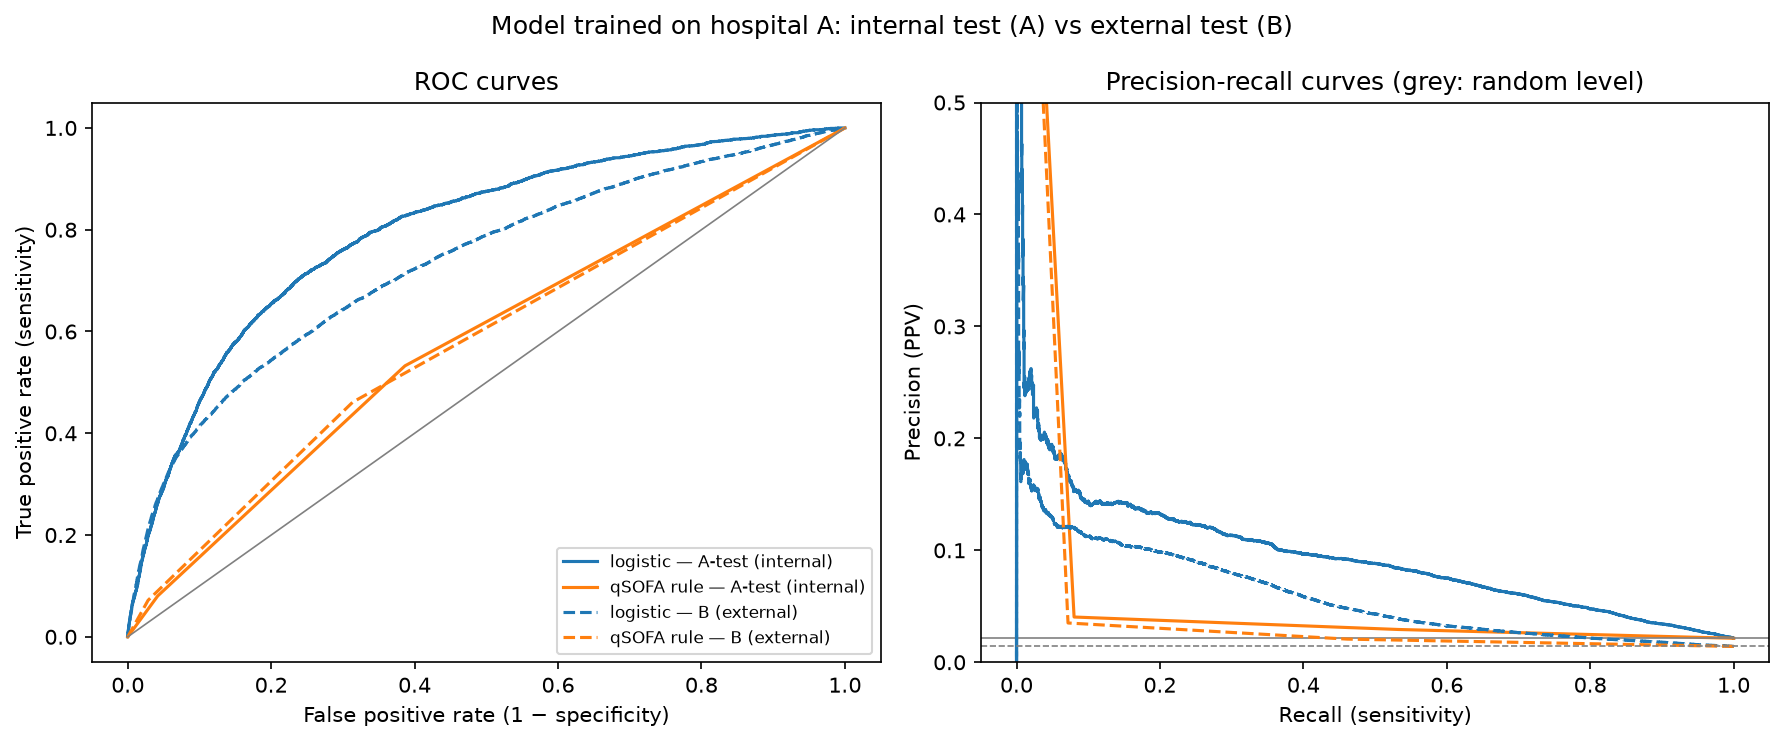 Model trained on hospital A: internal test (A) vs external test (B)
ROC curves
True positive rate (sensitivity)
1.0
0.8
0.6
0.4
0.2
0.0
0.0 0.2 0.4 0.6 0.8 1.0
False positive rate (1 − specificity)
logistic — A-test (internal)
qSOFA rule — A-test (internal)
logistic — B (external)
qSOFA rule — B (external)
Precision-recall curves (grey: random level)
Precision (PPV)
0.5
0.4
0.3
0.2
0.1
0.0
0.0 0.2 0.4 0.6 0.8 1.0
Recall (sensitivity)